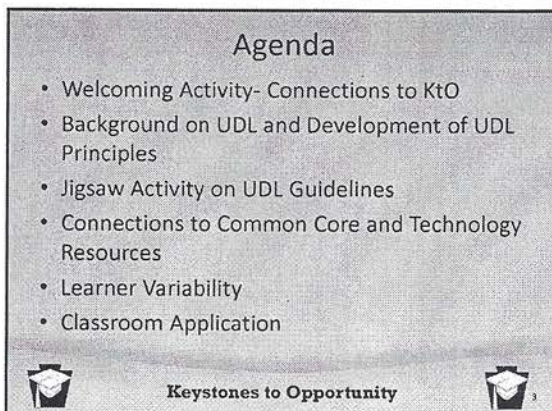 Agenda
• Welcoming Activity- Connections to KtO
• Background on UDL and Development of UDL
Principles
• Jigsaw Activity on UDL Guidelines
• Connections to Common Core and Technology
Resources
• Learner Variability
• Classroom Application
Keystones to Opportunity
3